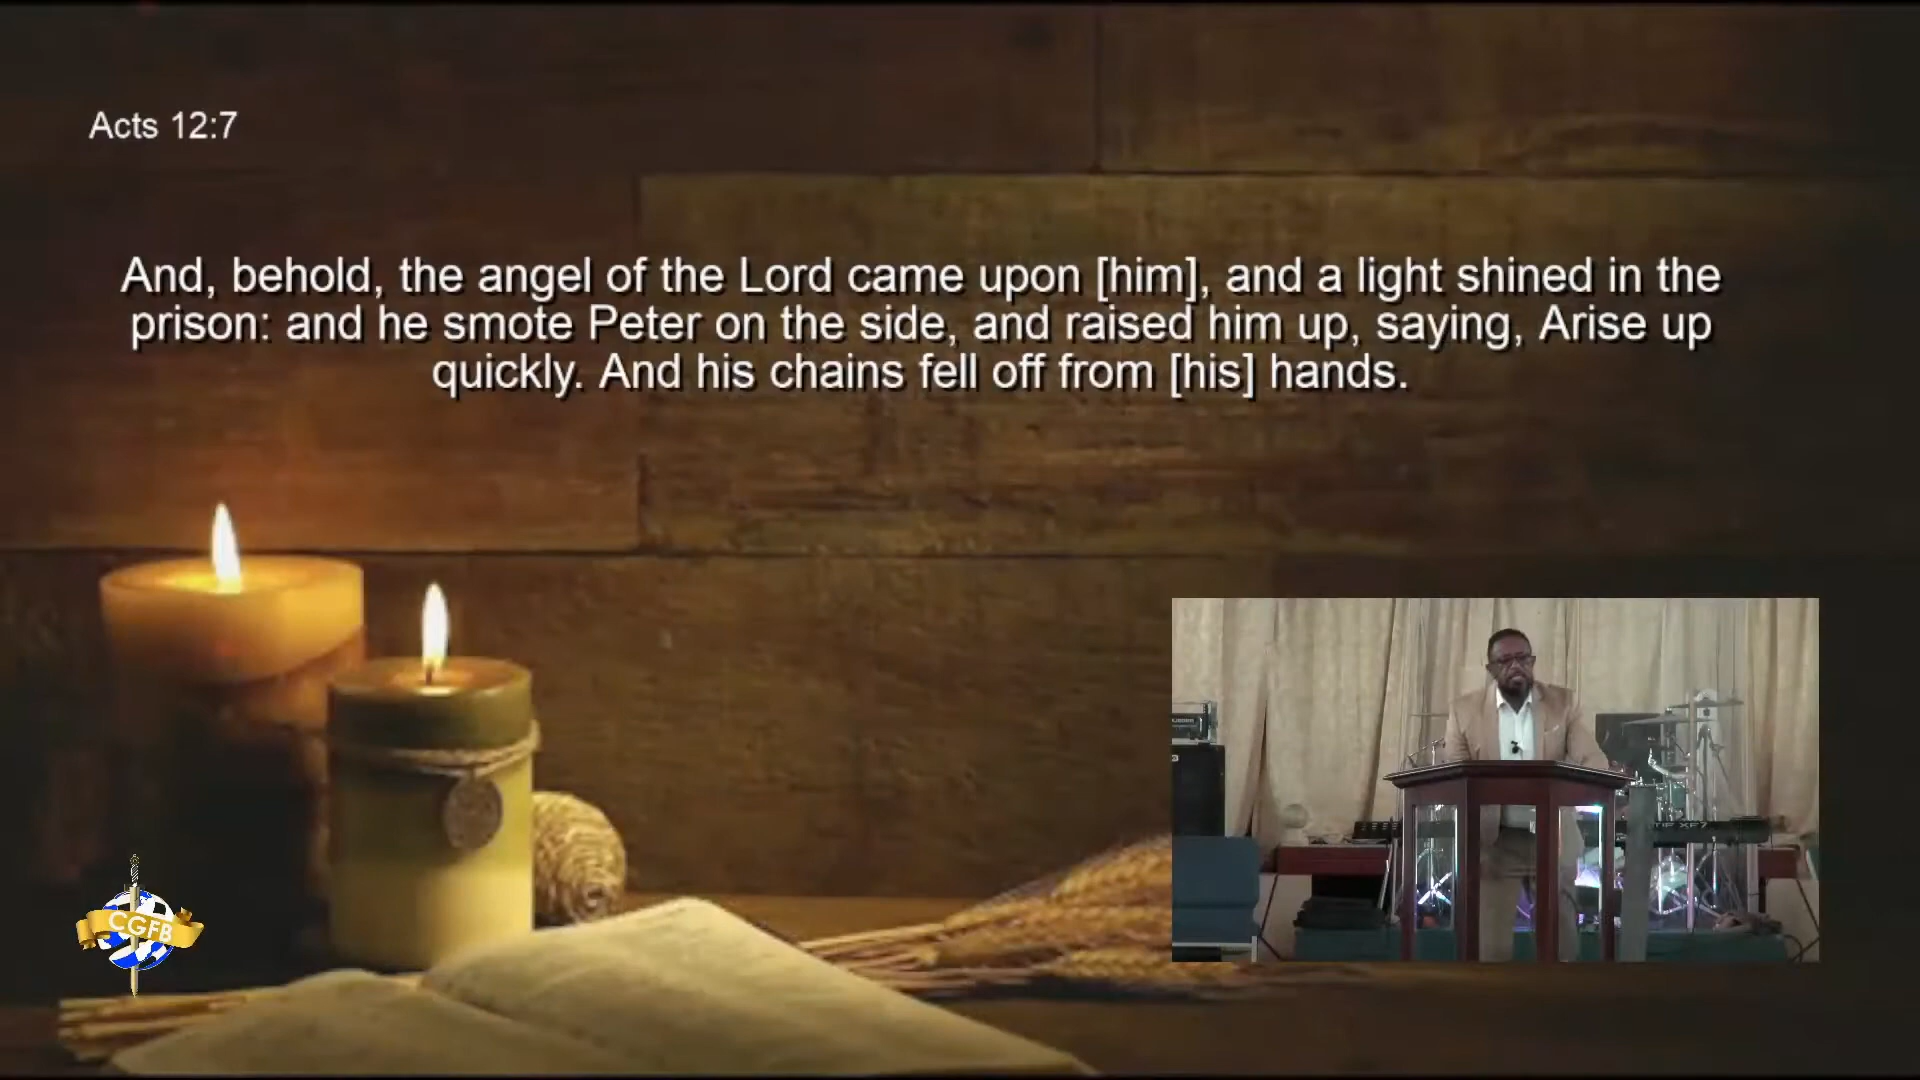 Acts 12:7
And, behold, the angel of the Lord came upon [him], and a light shined in the
prison: and he smote Peter on the side, and raised him up, saying, Arise up
quickly. And his chains fell off from [his] hands.
CGFB
XF7